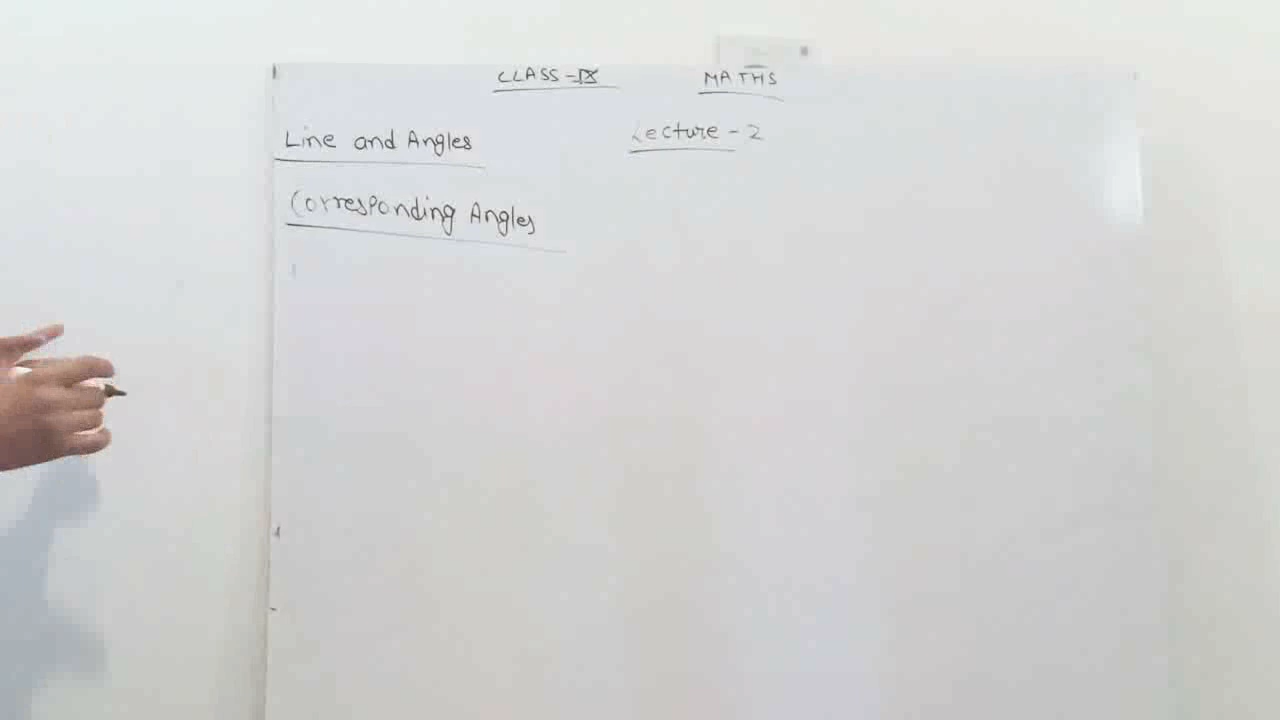 CLASS-IX MATHS
Line and Angles Lecture - 2
Corresponding Angles